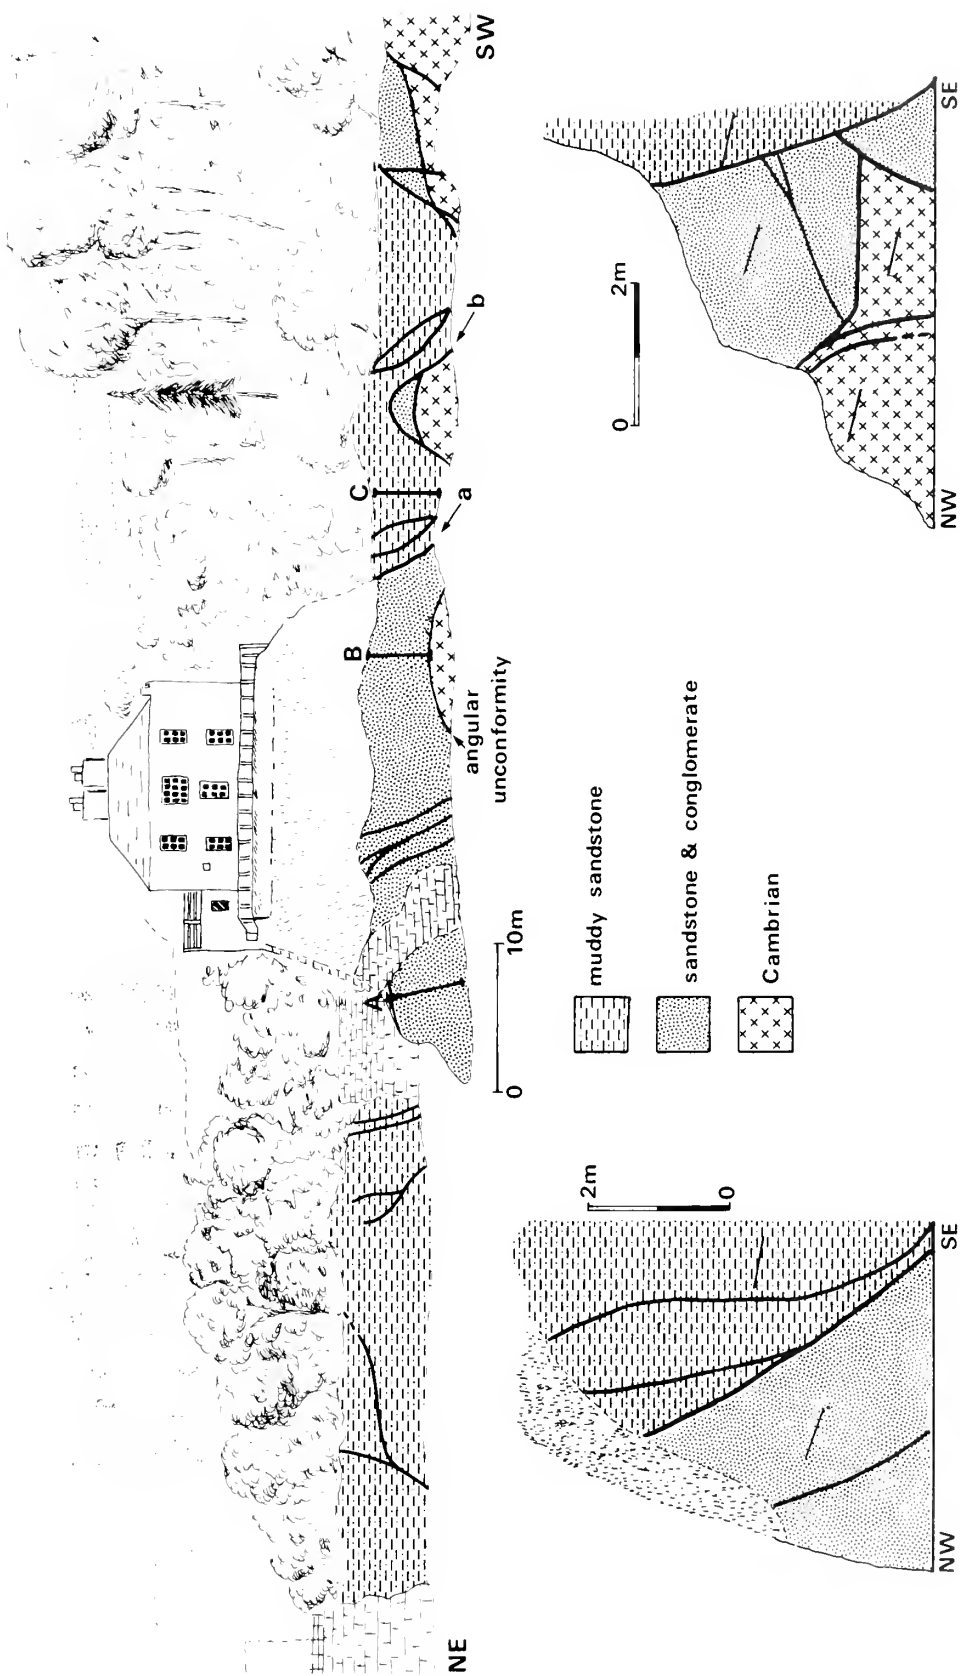 NE
SW
A
B
C
a
b
angular
unconformity
0
10m
muddy sandstone
sandstone & conglomerate
Cambrian
NW
SE
0
2m
NW
SE
0
2m